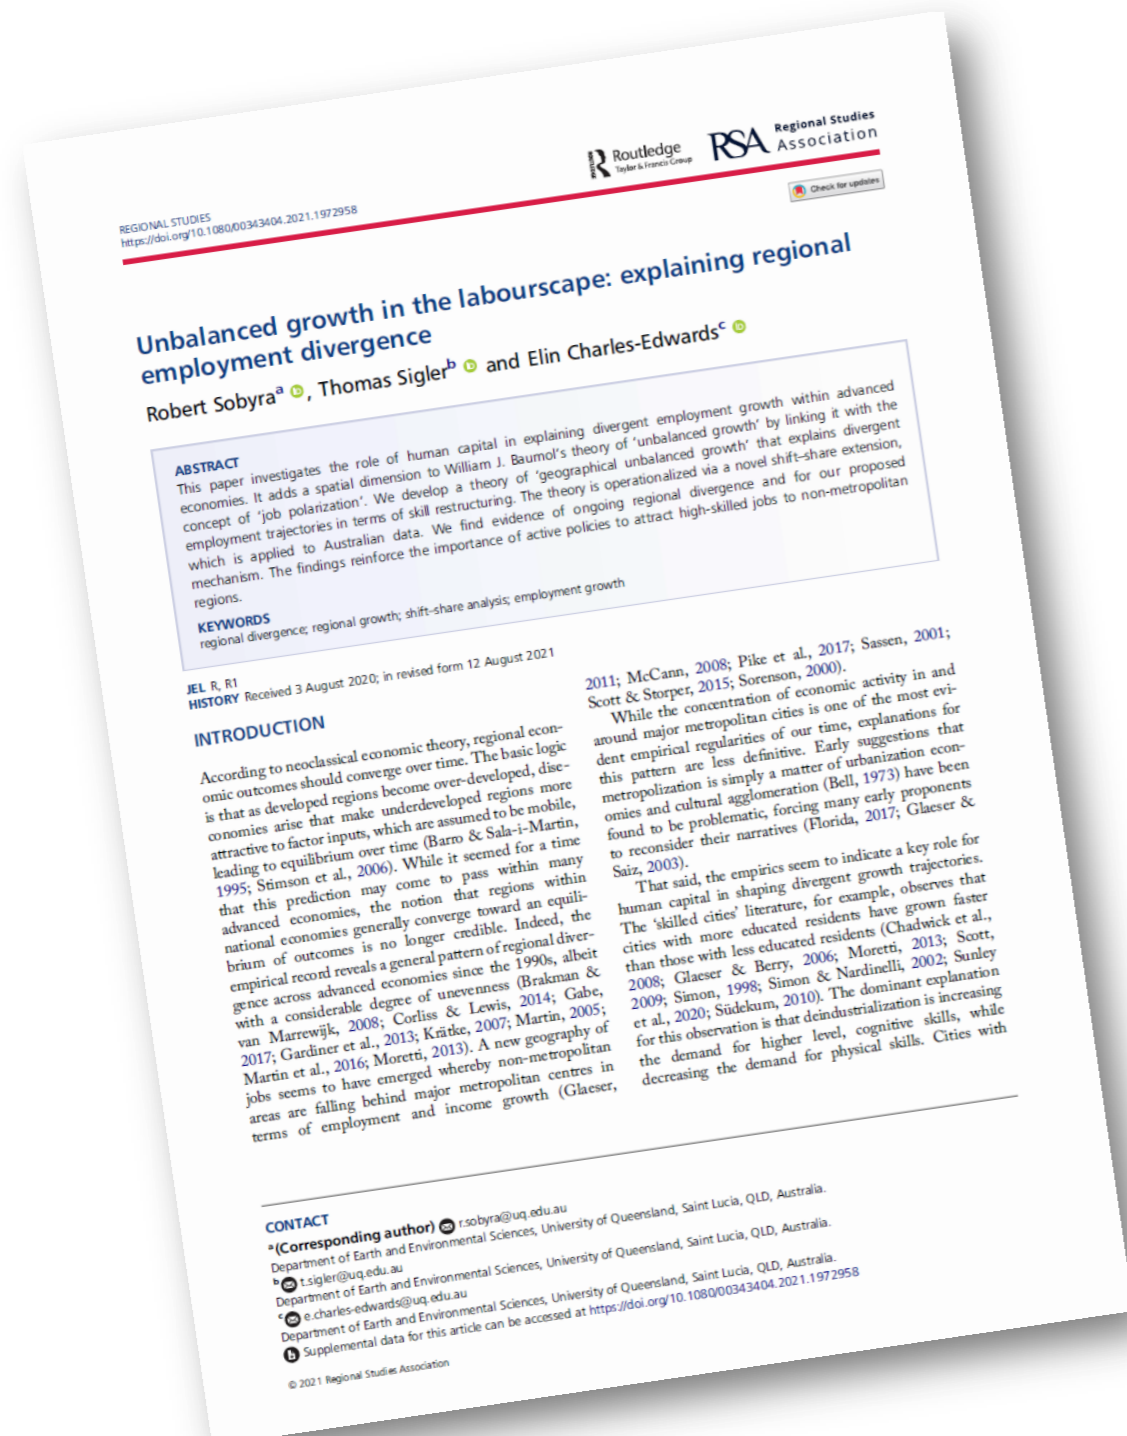 Routledge
Taylor & Francis Group
RSA
Regional Studies
Association
REGIONAL STUDIES
https://doi.org/10.1080/00343404.2021.1972958
Check for updates
Unbalanced growth in the labourscape: explaining regional
employment divergence
Robert Sobyraa, Thomas Siglerb and Elin Charles-Edwardsc
ABSTRACT
This paper investigates the role of human capital in explaining divergent employment growth within advanced
economies. It adds a spatial dimension to William J. Baumol's theory of 'unbalanced growth' by linking it with the
concept of 'job polarization'. We develop a theory of 'geographical unbalanced growth' that explains divergent
employment trajectories in terms of skill restructuring. The theory is operationalized via a novel shift–share extension,
which is applied to Australian data. We find evidence of ongoing regional divergence and for our proposed
mechanism. The findings reinforce the importance of active policies to attract high-skilled jobs to non-metropolitan
regions.
KEYWORDS
regional divergence; regional growth; shift–share analysis; employment growth
JEL R, R1
HISTORY Received 3 August 2020; in revised form 12 August 2021
INTRODUCTION
According to neoclassical economic theory, regional econ-
omic outcomes should converge over time. The basic logic
is that as developed regions become over-developed, dise-
conomies arise that make underdeveloped regions more
attractive to factor inputs, which are assumed to be mobile,
leading to equilibrium over time (Barro & Sala-i-Martin,
1995; Stimson et al., 2006). While it seemed for a time
that this prediction may come to pass within many
advanced economies, the notion that regions within
national economies generally converge toward an equili-
brium of outcomes is no longer credible. Indeed, the
empirical record reveals a general pattern of regional diver-
gence across advanced economies since the 1990s, albeit
with a considerable degree of unevenness (Brakman &
van Marrewijk, 2008; Corliss & Lewis, 2014; Gabe,
2017; Gardiner et al., 2013; Krätke, 2007; Martin, 2005;
Martin et al., 2016; Moretti, 2013). A new geography of
jobs seems to have emerged whereby non-metropolitan
areas are falling behind major metropolitan centres in
terms of employment and income growth (Glaeser,
2011; McCann, 2008; Pike et al., 2017; Sassen, 2001;
Scott & Storper, 2015; Sorenson, 2000).
While the concentration of economic activity in and
around major metropolitan cities is one of the most evi-
dent empirical regularities of our time, explanations for
this pattern are less definitive. Early suggestions that
metropolization is simply a matter of urbanization econ-
omies and cultural agglomeration (Bell, 1973) have been
found to be problematic, forcing many early proponents
to reconsider their narratives (Florida, 2017; Glaeser &
Saiz, 2003).
That said, the empirics seem to indicate a key role for
human capital in shaping divergent growth trajectories.
The 'skilled cities' literature, for example, observes that
cities with more educated residents have grown faster
than those with less educated residents (Chadwick et al.,
2008; Glaeser & Berry, 2006; Moretti, 2013; Scott,
2009; Simon, 1998; Simon & Nardinelli, 2002; Sunley
et al., 2020; Südekum, 2010). The dominant explanation
for this observation is that deindustrialization is increasing
the demand for higher level, cognitive skills, while
decreasing the demand for physical skills. Cities with
CONTACT
a (Corresponding author) r.sobyra@uq.edu.au
Department of Earth and Environmental Sciences, University of Queensland, Saint Lucia, QLD, Australia.
b t.sigler@uq.edu.au
Department of Earth and Environmental Sciences, University of Queensland, Saint Lucia, QLD, Australia.
c e.charles-edwards@uq.edu.au
Department of Earth and Environmental Sciences, University of Queensland, Saint Lucia, QLD, Australia.
Supplemental data for this article can be accessed at https://doi.org/10.1080/00343404.2021.1972958
© 2021 Regional Studies Association